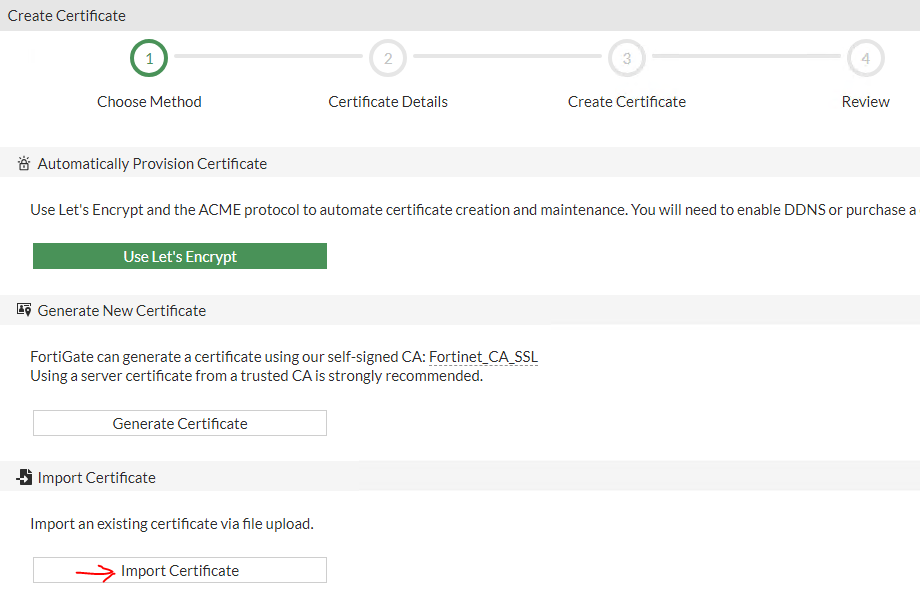 Create Certificate
1
2
3
4
Choose Method
Certificate Details
Create Certificate
Review
Automatically Provision Certificate
Use Let's Encrypt and the ACME protocol to automate certificate creation and maintenance. You will need to enable DDNS or purchase a
Use Let's Encrypt
Generate New Certificate
FortiGate can generate a certificate using our self-signed CA: Fortinet_CA_SSL
Using a server certificate from a trusted CA is strongly recommended.
Generate Certificate
Import Certificate
Import an existing certificate via file upload.
Import Certificate